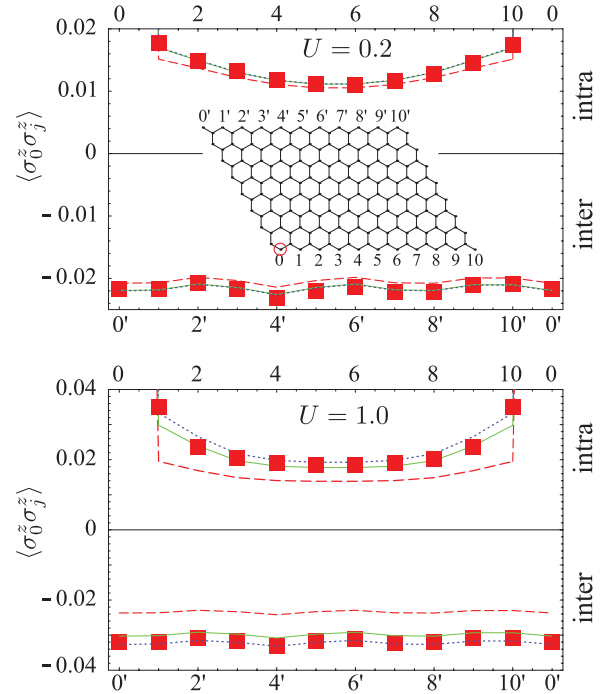 0 2 4 6 8 10 0
0.02
0.01
0
- 0.01
- 0.02
⟨σ₀ᶻσⱼᶻ⟩
U = 0.2
intra
inter
0' 1' 2' 3' 4' 5' 6' 7' 8' 9' 10'
0 1 2 3 4 5 6 7 8 9 10
0' 2' 4' 6' 8' 10' 0'
0 2 4 6 8 10 0
0.04
0.02
0
- 0.02
- 0.04
⟨σ₀ᶻσⱼᶻ⟩
U = 1.0
intra
inter
0' 2' 4' 6' 8' 10' 0'